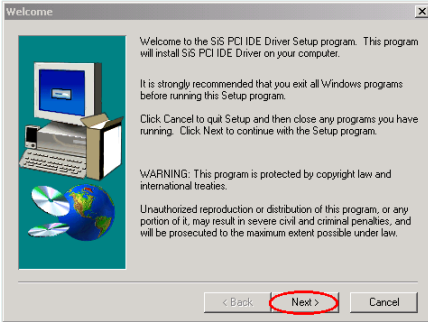 Welcome
Welcome to the SiS PCI IDE Driver Setup program. This program
will install SiS PCI IDE Driver on your computer.
It is strongly recommended that you exit all Windows programs
before running this Setup program.
Click Cancel to quit Setup and then close any programs you have
running. Click Next to continue with the Setup program.
WARNING: This program is protected by copyright law and
international treaties.
Unauthorized reproduction or distribution of this program, or any
portion of it, may result in severe civil and criminal penalties, and
will be prosecuted to the maximum extent possible under law.
< Back Next > Cancel